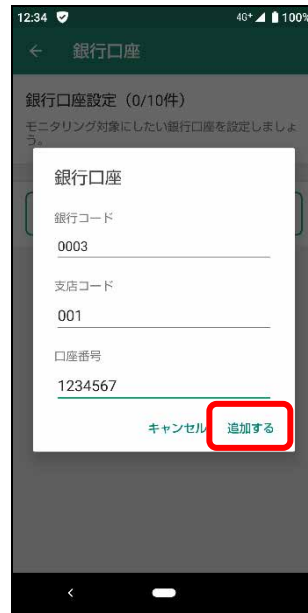 12:34 4G+ 100%
← 銀行口座
銀行口座設定（0/10件）
モニタリング対象にしたい銀行口座を設定しましょ
う。
銀行口座
銀行コード
0003
支店コード
001
口座番号
1234567
キャンセル 追加する